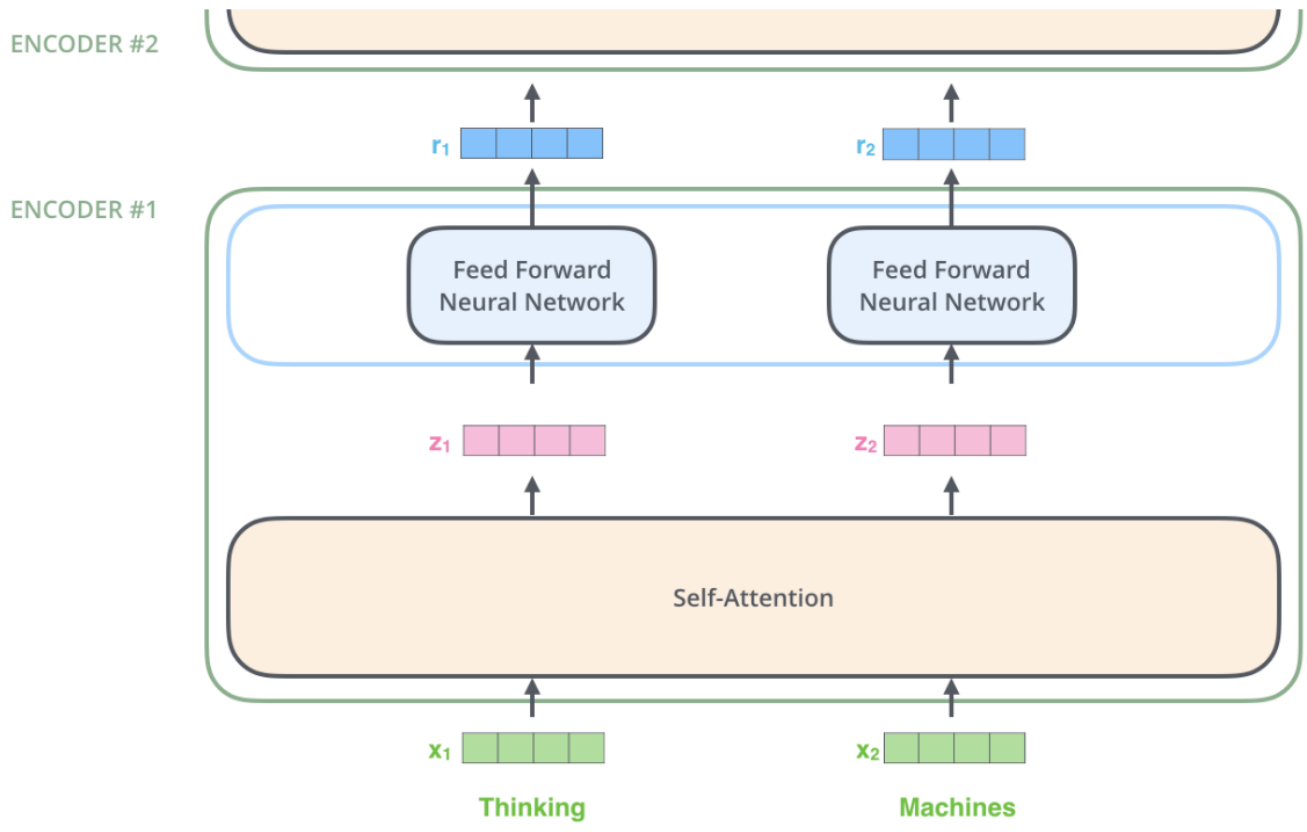 ENCODER #2
r₁
r₂
ENCODER #1
Feed Forward
Neural Network
Feed Forward
Neural Network
z₁
z₂
Self-Attention
x₁
x₂
Thinking
Machines